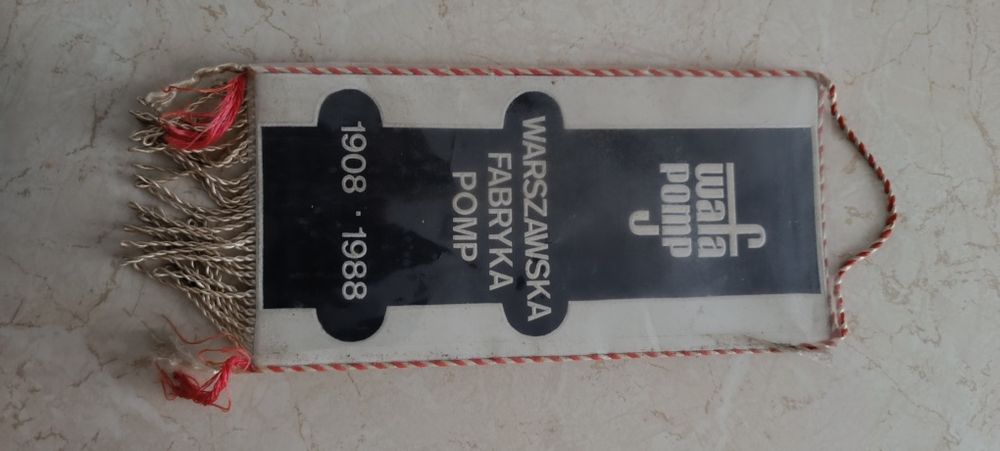 wafa
pomp
WARSZAWSKA
FABRYKA
POMP
1908 · 1988